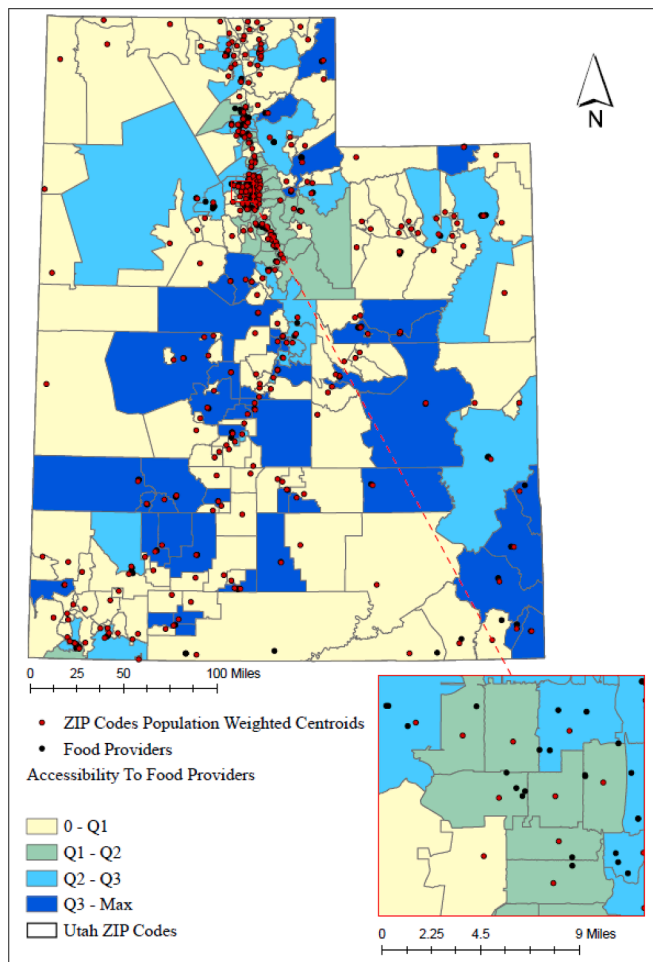 N
0 25 50 100 Miles
ZIP Codes Population Weighted Centroids
Food Providers
Accessibility To Food Providers
0 - Q1
Q1 - Q2
Q2 - Q3
Q3 - Max
Utah ZIP Codes
0 2.25 4.5 9 Miles